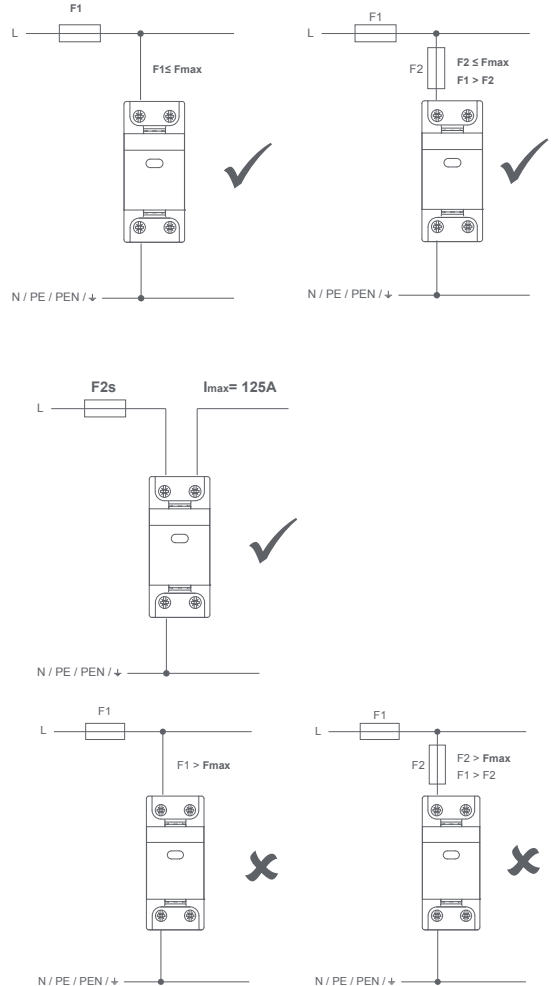 F1
L
F1≤ Fmax
N / PE / PEN / ⏚
F1
L
F2
F2 ≤ Fmax
F1 > F2
N / PE / PEN / ⏚
F2s
Imax= 125A
L
N / PE / PEN / ⏚
F1
L
F1 > Fmax
N / PE / PEN / ⏚
F1
L
F2
F2 > Fmax
F1 > F2
N / PE / PEN / ⏚